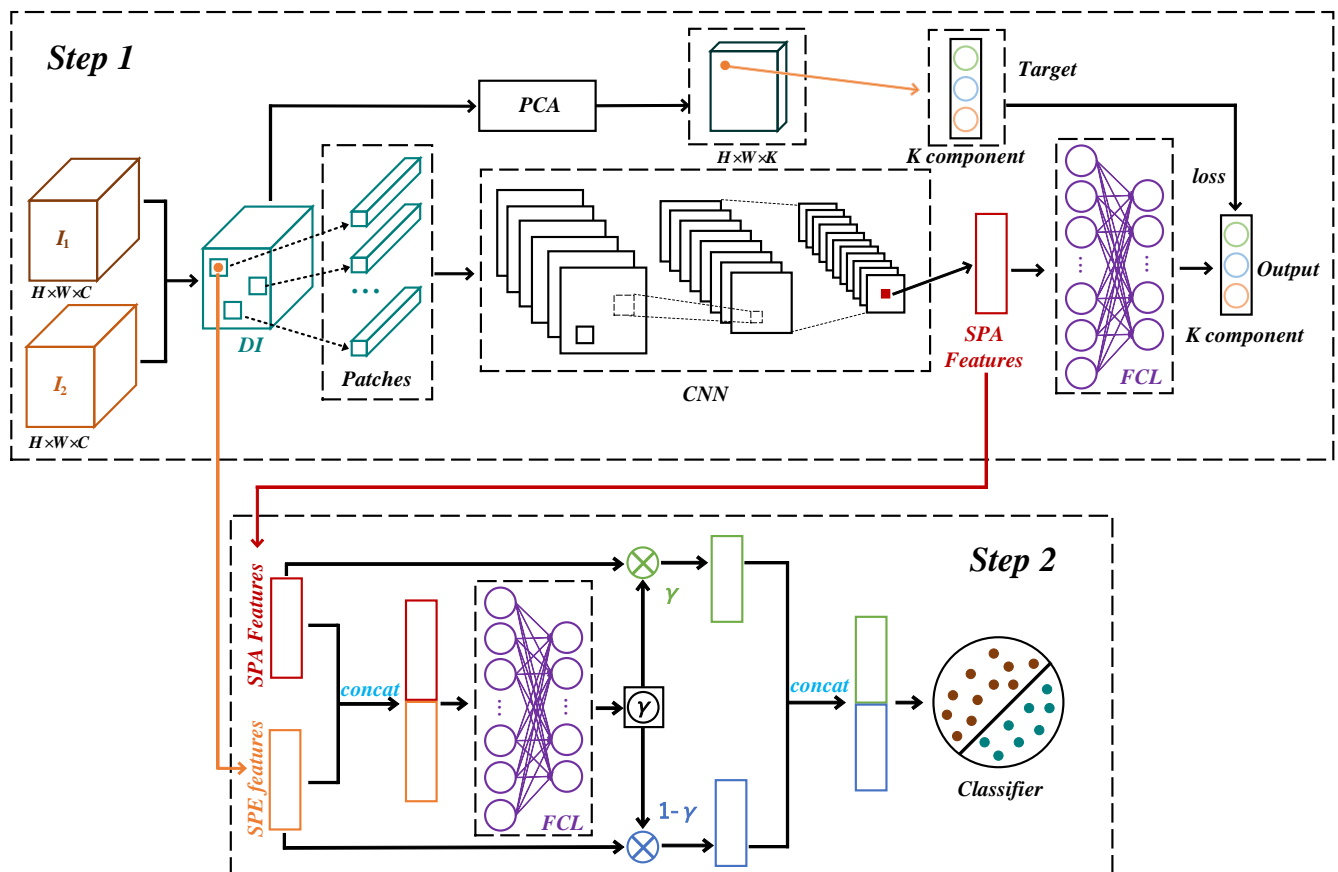 Step 1
PCA
Target
H×W×K
K component
I₁
H×W×C
I₂
H×W×C
DI
...
Patches
CNN
SPA
Features
...
...
FCL
loss
Output
K component
Step 2
SPA Features
SPE features
concat
...
...
FCL
γ
γ
1-γ
concat
Classifier